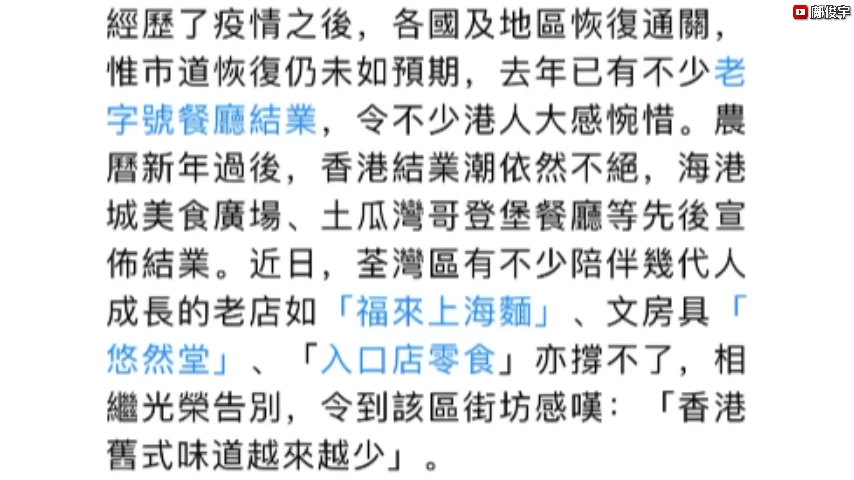 鄺俊宇
經歷了疫情之後，各國及地區恢復通關，
惟市道恢復仍未如預期，去年已有不少老
字號餐廳結業，令不少港人大感惋惜。農
曆新年過後，香港結業潮依然不絕，海港
城美食廣場、土瓜灣哥登堡餐廳等先後宣
佈結業。近日，荃灣區有不少陪伴幾代人
成長的老店如「福來上海麵」、文房具「
悠然堂」、「入口店零食」亦撐不了，相
繼光榮告別，令到該區街坊感嘆：「香港
舊式味道越來越少」。